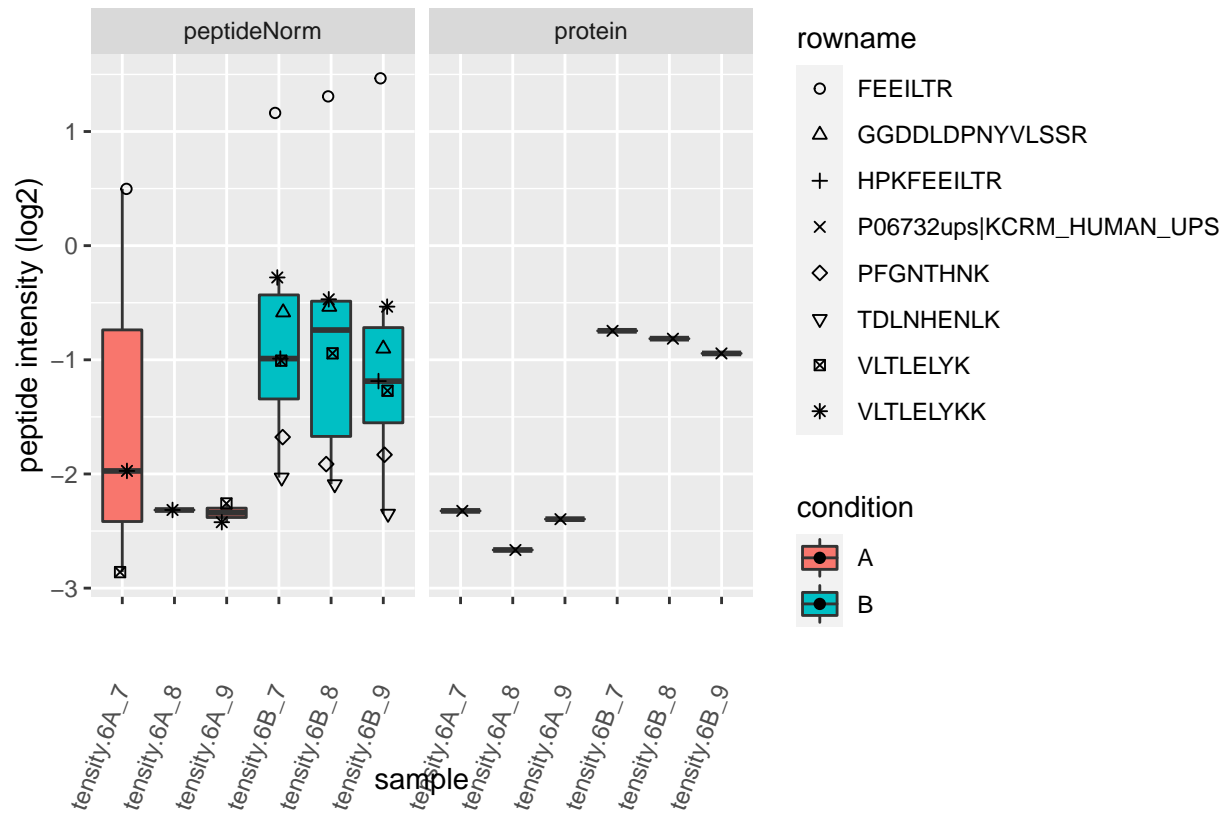 peptideNorm
protein
peptide intensity (log2)
1
0
−1
−2
−3
tensity.6A_7
tensity.6A_8
tensity.6A_9
tensity.6B_7
tensity.6B_8
tensity.6B_9
tensity.6A_7
tensity.6A_8
tensity.6A_9
tensity.6B_7
tensity.6B_8
tensity.6B_9
sample
rowname
FEEILTR
GGDDLDPNYVLSSR
HPKFEEILTR
P06732ups|KCRM_HUMAN_UPS
PFGNTHNK
TDLNHENLK
VLTLELYK
VLTLELYKK
condition
A
B